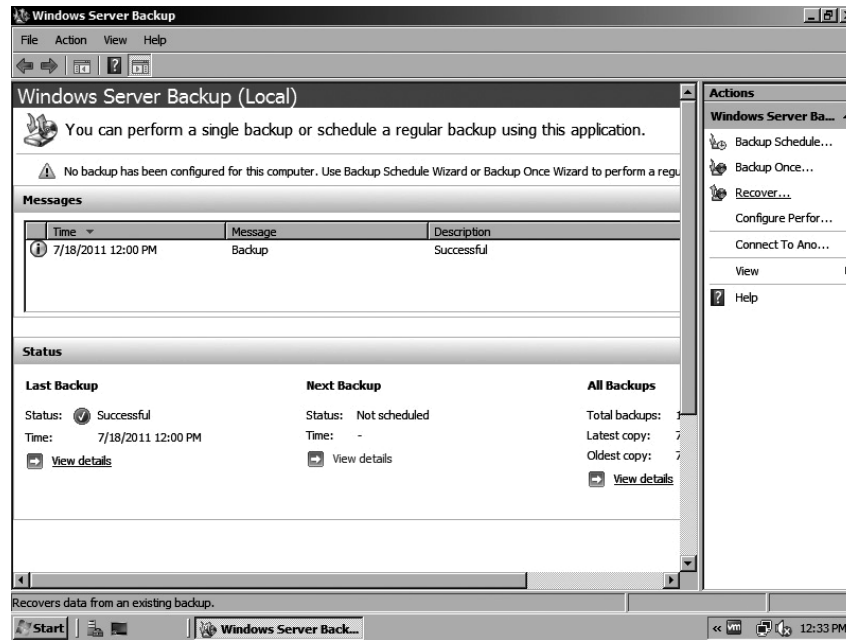 Windows Server Backup
File Action View Help
Windows Server Backup (Local)
You can perform a single backup or schedule a regular backup using this application.
No backup has been configured for this computer. Use Backup Schedule Wizard or Backup Once Wizard to perform a regu
Messages
Time Message Description
7/18/2011 12:00 PM Backup Successful
Status
Last Backup Next Backup All Backups
Status: Successful Status: Not scheduled Total backups: 1
Time: 7/18/2011 12:00 PM Time: - Latest copy: 7
View details View details Oldest copy: 7
View details
Actions
Windows Server Ba...
Backup Schedule...
Backup Once...
Recover...
Configure Perfor...
Connect To Ano...
View
Help
Recovers data from an existing backup.
Start Windows Server Back... « vm 12:33 PM